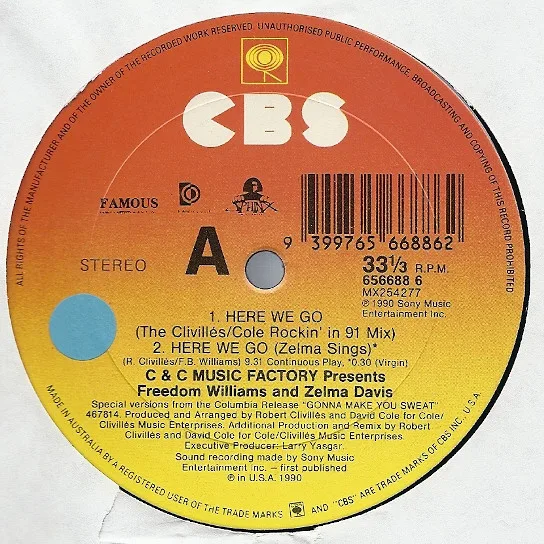 ALL RIGHTS OF THE MANUFACTURER AND OF THE OWNER OF THE RECORDED WORK RESERVED. UNAUTHORISED PUBLIC PERFORMANCE, BROADCASTING AND COPYING OF THIS RECORD PROHIBITED
CBS
FAMOUS
A
STEREO
9 399765 668862
33⅓ R.P.M.
656688 6
MX254277
℗ 1990 Sony Music
Entertainment Inc.
1. HERE WE GO
(The Clivillés/Cole Rockin' in 91 Mix)
2. HERE WE GO (Zelma Sings)*
(R. Clivillés/F.B. Williams) 9.31 Continuous Play. *0.30 (Virgin)
C & C MUSIC FACTORY Presents
Freedom Williams and Zelma Davis
Special versions from the Columbia Release "GONNA MAKE YOU SWEAT"
467814. Produced and Arranged by Robert Clivillés and David Cole for Cole/
Clivillés Music Enterprises. Additional Production and Remix by Robert
Clivillés and David Cole for Cole/Clivillés Music Enterprises.
Executive Producer: Larry Yasgar.
Sound recording made by Sony Music
Entertainment Inc. – first published
℗ in U.S.A. 1990
MADE IN AUSTRALIA BY A REGISTERED USER OF THE TRADE MARKS AND "CBS" ARE TRADE MARKS OF CBS INC., U.S.A.